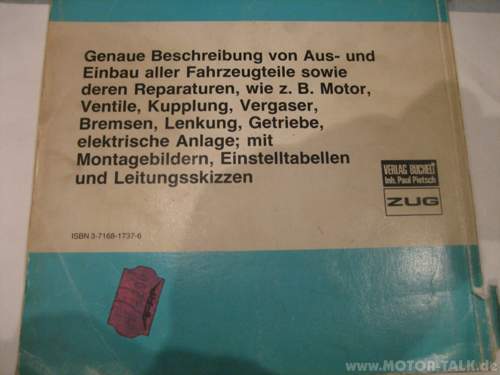 Genaue Beschreibung von Aus- und
Einbau aller Fahrzeugteile sowie
deren Reparaturen, wie z. B. Motor,
Ventile, Kupplung, Vergaser,
Bremsen, Lenkung, Getriebe,
elektrische Anlage; mit
Montagebildern, Einstelltabellen
und Leitungsskizzen
VERLAG BUCHELI
Inh. Paul Pietsch
ZUG
ISBN 3-7168-1737-6
www.MOTOR-TALK.de